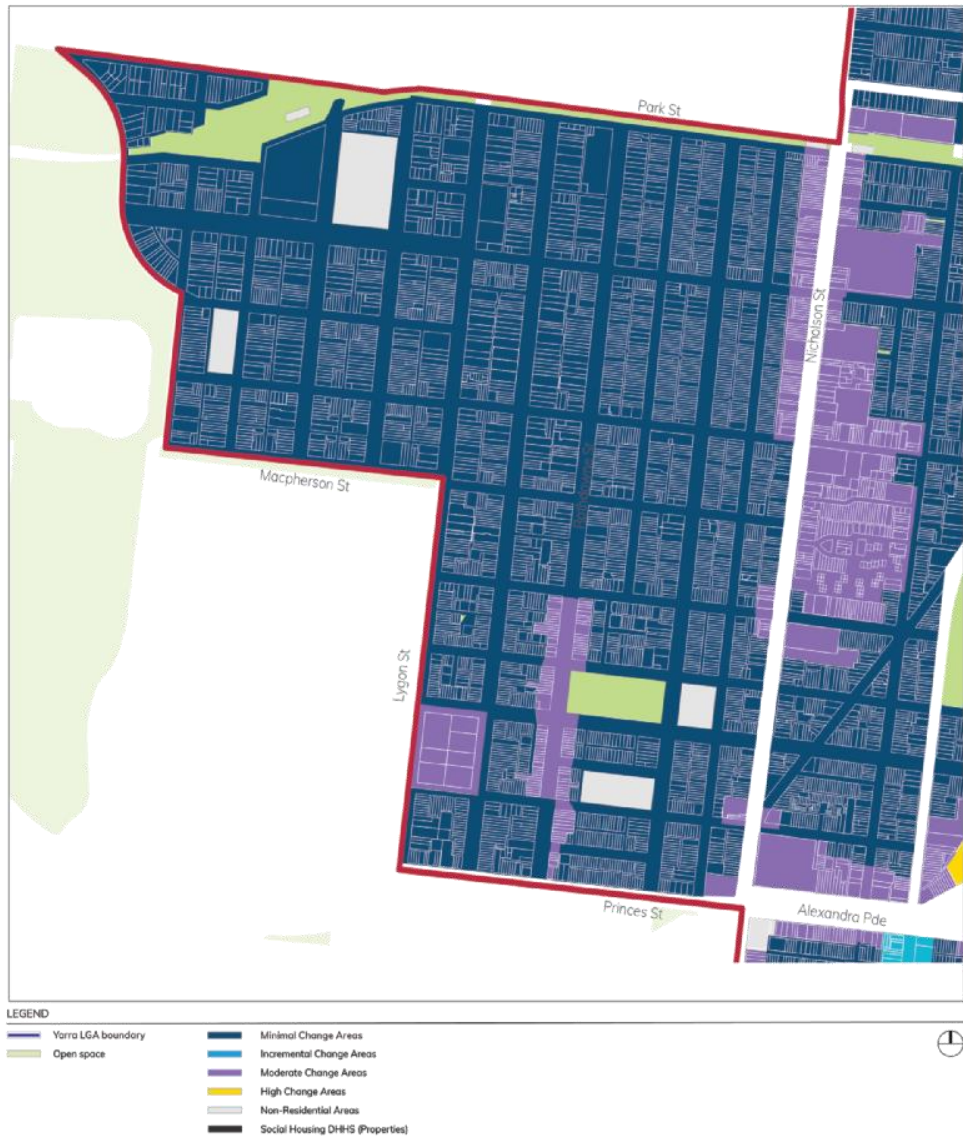 Park St
Nicholson St
Macpherson St
Lygon St
Princes St
Alexandra Pde
LEGEND
Yarra LGA boundary
Open space
Minimal Change Areas
Incremental Change Areas
Moderate Change Areas
High Change Areas
Non-Residential Areas
Social Housing DHHS (Properties)